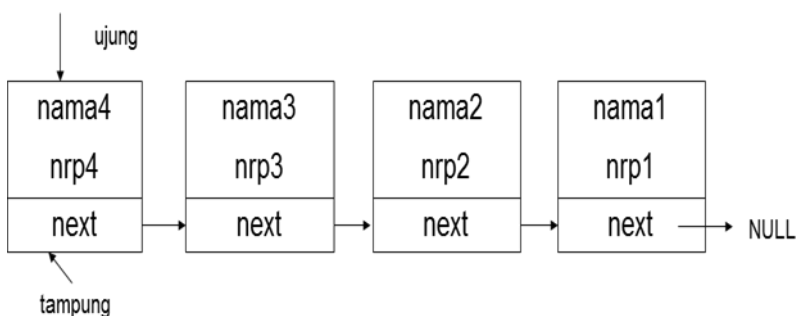 ujung
nama4
nrp4
next
nama3
nrp3
next
nama2
nrp2
next
nama1
nrp1
next
NULL
tampung